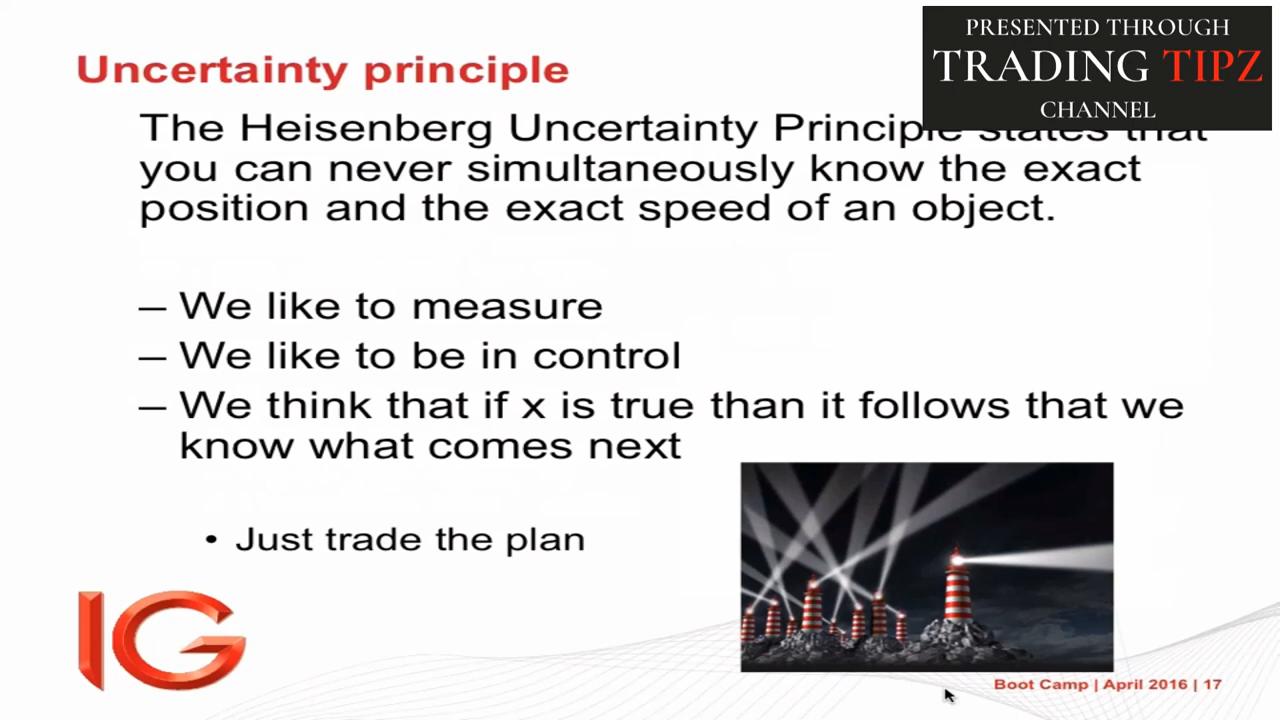 PRESENTED THROUGH
TRADING TIPZ
CHANNEL
Uncertainty principle
The Heisenberg Uncertainty Principle states that
you can never simultaneously know the exact
position and the exact speed of an object.
– We like to measure
– We like to be in control
– We think that if x is true than it follows that we
know what comes next
• Just trade the plan
IG
Boot Camp | April 2016 | 17